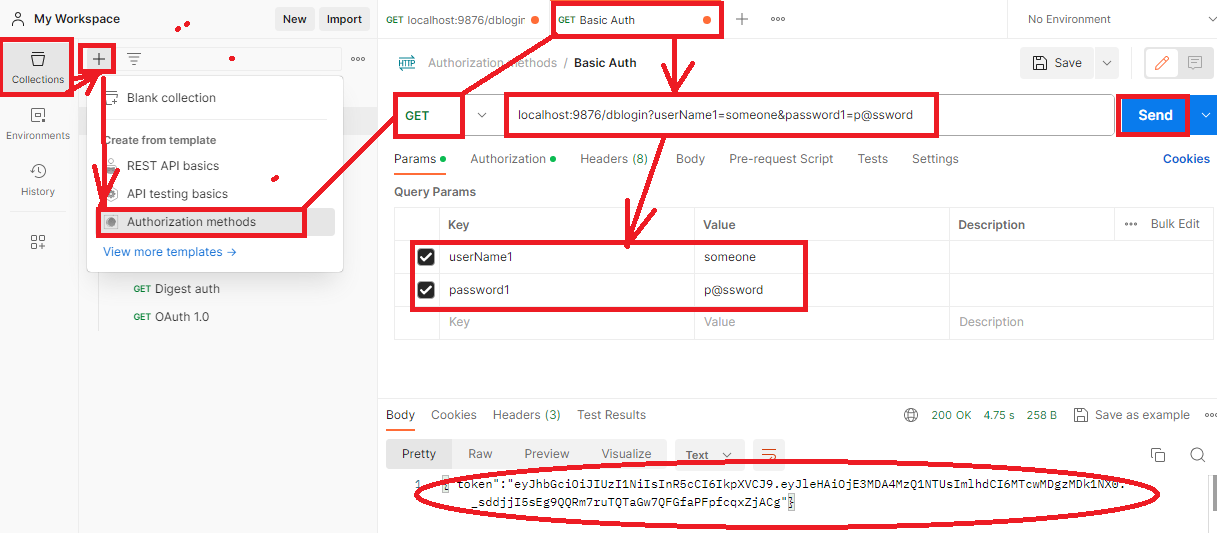 My Workspace
New
Import
GET localhost:9876/dblogin
GET Basic Auth
No Environment
Collections
Environments
History
Blank collection
Create from template
REST API basics
API testing basics
Authorization methods
View more templates →
GET Digest auth
GET OAuth 1.0
HTTP Authorization methods / Basic Auth
Save
GET
localhost:9876/dblogin?userName1=someone&password1=p@ssword
Send
Params
Authorization
Headers (8)
Body
Pre-request Script
Tests
Settings
Cookies
Query Params
Key Value Description
Bulk Edit
userName1 someone
password1 p@ssword
Key Value Description
Body Cookies Headers (3) Test Results
200 OK 4.75 s 258 B
Save as example
Pretty Raw Preview Visualize Text
1 {"token":"eyJhbGciOiJIUzI1NiIsInR5cCI6IkpXVCJ9.eyJleHAiOjE3MDA4MzQ1NTUsImlhdCI6MTcwMDgzMDk1NX0.
_sddjjI5sEg9QQRm7ruTQTaGw7QFGfaPFpfcqxZjACg"}